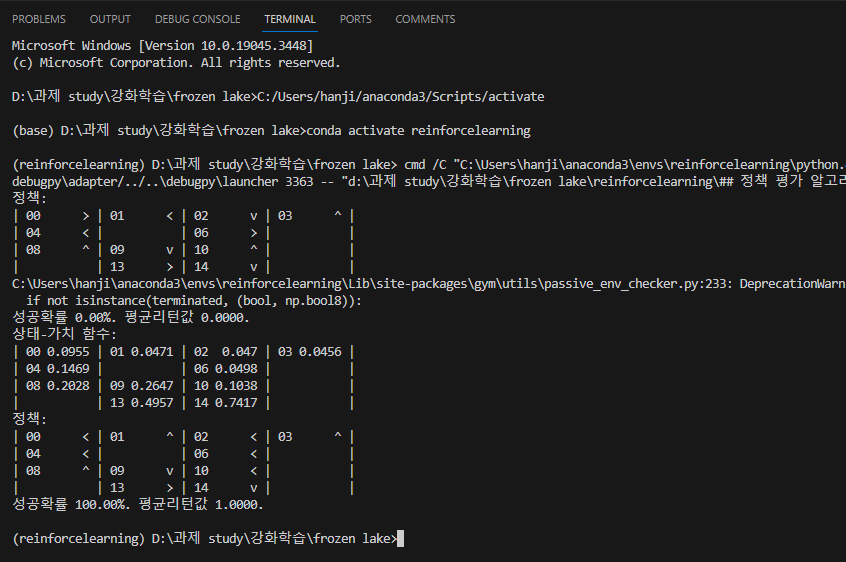 PROBLEMS OUTPUT DEBUG CONSOLE TERMINAL PORTS COMMENTS
Microsoft Windows [Version 10.0.19045.3448]
(c) Microsoft Corporation. All rights reserved.
D:\과제 study\강화학습\frozen lake>C:/Users/hanji/anaconda3/Scripts/activate
(base) D:\과제 study\강화학습\frozen lake>conda activate reinforcelearning
(reinforcelearning) D:\과제 study\강화학습\frozen lake> cmd /C "C:\Users\hanji\anaconda3\envs\reinforcelearning\python.
debugpy\adapter/../..\debugpy\launcher 3363 -- "d:\과제 study\강화학습\frozen lake\reinforcelearning\## 정책 평가 알고리
정책:
| 00 > | 01 < | 02 v | 03 ^ |
| 04 < | | 06 > | |
| 08 ^ | 09 v | 10 ^ | |
| | 13 > | 14 v | |
C:\Users\hanji\anaconda3\envs\reinforcelearning\Lib\site-packages\gym\utils\passive_env_checker.py:233: DeprecationWarn
if not isinstance(terminated, (bool, np.bool8)):
성공확률 0.00%. 평균리턴값 0.0000.
상태-가치 함수:
| 00 0.0955 | 01 0.0471 | 02 0.047 | 03 0.0456 |
| 04 0.1469 | | 06 0.0498 | |
| 08 0.2028 | 09 0.2647 | 10 0.1038 | |
| | 13 0.4957 | 14 0.7417 | |
정책:
| 00 < | 01 ^ | 02 < | 03 ^ |
| 04 < | | 06 < | |
| 08 ^ | 09 v | 10 < | |
| | 13 > | 14 v | |
성공확률 100.00%. 평균리턴값 1.0000.
(reinforcelearning) D:\과제 study\강화학습\frozen lake>